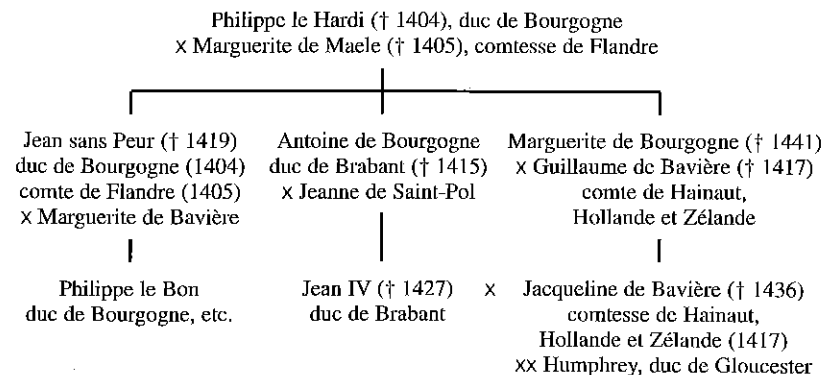 Philippe le Hardi († 1404), duc de Bourgogne
x Marguerite de Maele († 1405), comtesse de Flandre
Jean sans Peur († 1419)
duc de Bourgogne (1404)
comte de Flandre (1405)
x Marguerite de Bavière
Antoine de Bourgogne
duc de Brabant († 1415)
x Jeanne de Saint-Pol
Marguerite de Bourgogne († 1441)
x Guillaume de Bavière († 1417)
comte de Hainaut,
Hollande et Zélande
Philippe le Bon
duc de Bourgogne, etc.
Jean IV († 1427)
duc de Brabant
x
Jacqueline de Bavière († 1436)
comtesse de Hainaut,
Hollande et Zélande (1417)
xx Humphrey, duc de Gloucester